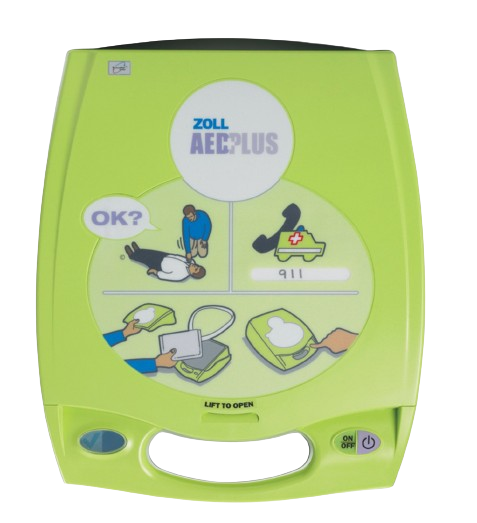 ZOLL
AED PLUS
OK?
911
LIFT TO OPEN
ON
OFF